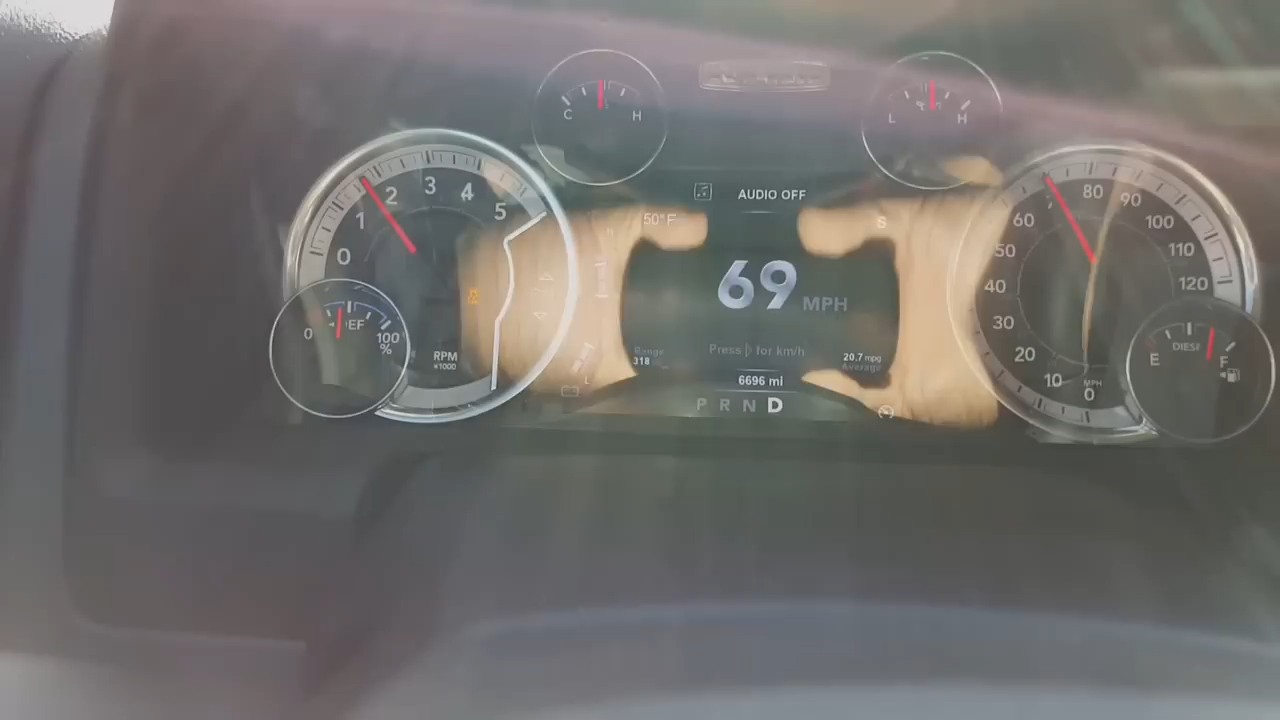 C H
L H
AUDIO OFF
50°F
S
0 1 2 3 4 5
RPM
x1000
0 100
%
69 MPH
Press for km/h
Range
318
20.7 mpg
Average
6696 mi
P R N D
L
0 10 20 30 40 50 60 80 90 100 110 120
MPH
E F